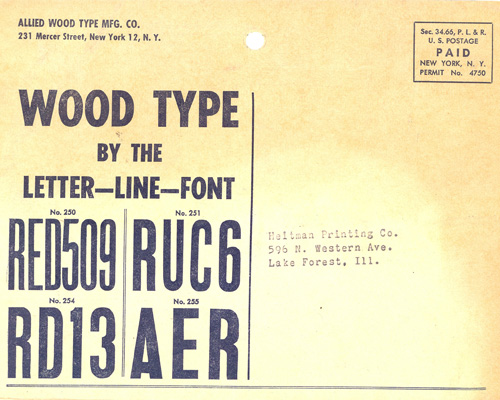 ALLIED WOOD TYPE MFG. CO.
231 Mercer Street, New York 12, N. Y.
Sec. 34.65, P. L. & R.
U. S. POSTAGE
PAID
NEW YORK, N. Y.
PERMIT No. 4750
WOOD TYPE
BY THE
LETTER—LINE—FONT
No. 250
RED509
No. 251
RUC6
No. 254
RD13
No. 255
AER
Heitman Printing Co.
596 N. Western Ave.
Lake Forest, Ill.